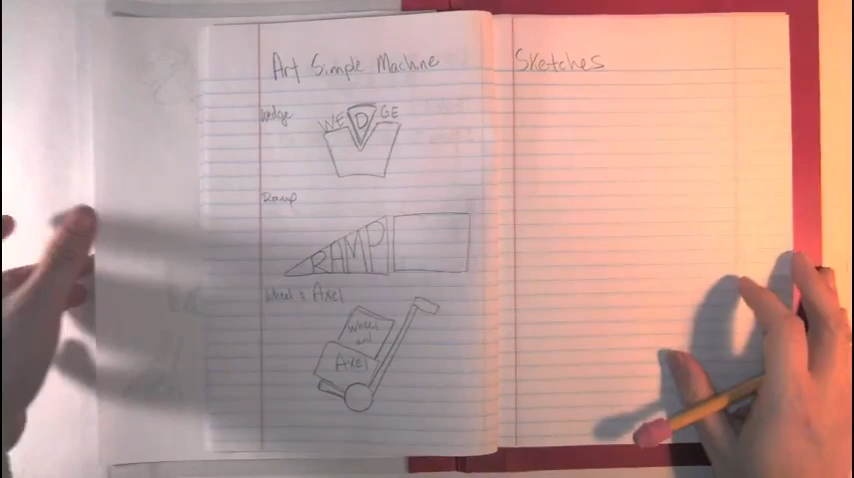 Art Simple Machine
Wedge
WEDGE
Ramp
RAMP
Wheel & Axel
Wheel
and
Axel
Sketches